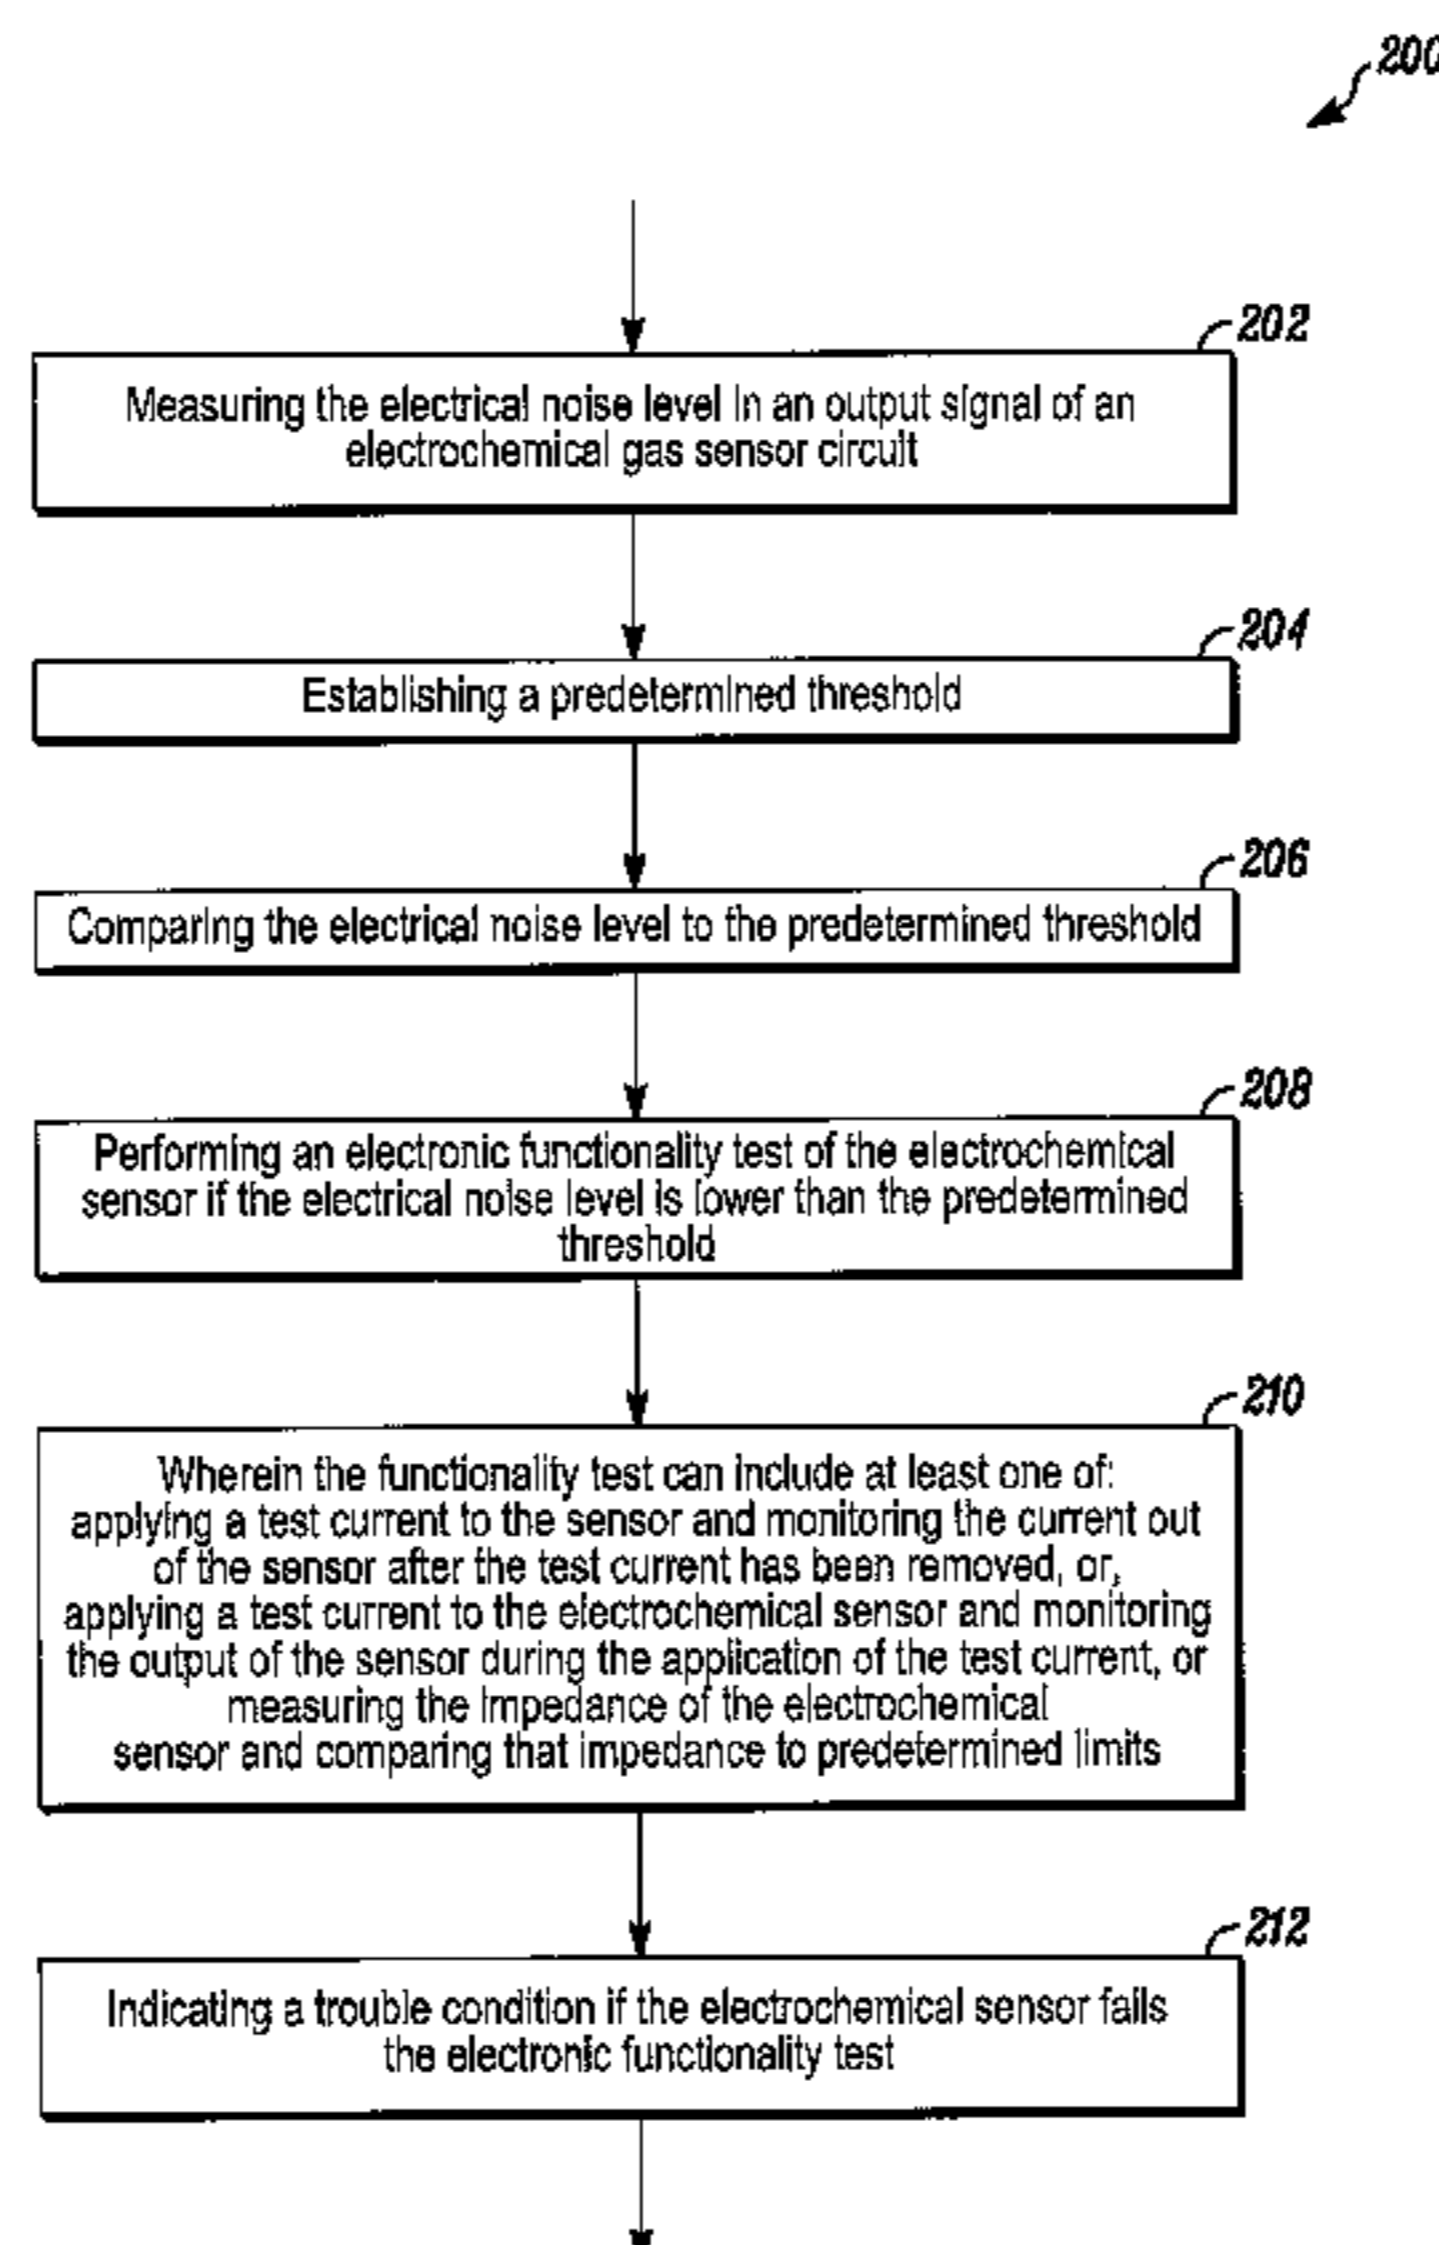 200
202
Measuring the electrical noise level in an output signal of an
electrochemical gas sensor circuit
204
Establishing a predetermined threshold
206
Comparing the electrical noise level to the predetermined threshold
208
Performing an electronic functionality test of the electrochemical
sensor if the electrical noise level is lower than the predetermined
threshold
210
Wherein the functionality test can include at least one of:
applying a test current to the sensor and monitoring the current out
of the sensor after the test current has been removed, or,
applying a test current to the electrochemical sensor and monitoring
the output of the sensor during the application of the test current, or
measuring the impedance of the electrochemical
sensor and comparing that impedance to predetermined limits
212
Indicating a trouble condition if the electrochemical sensor fails
the electronic functionality test